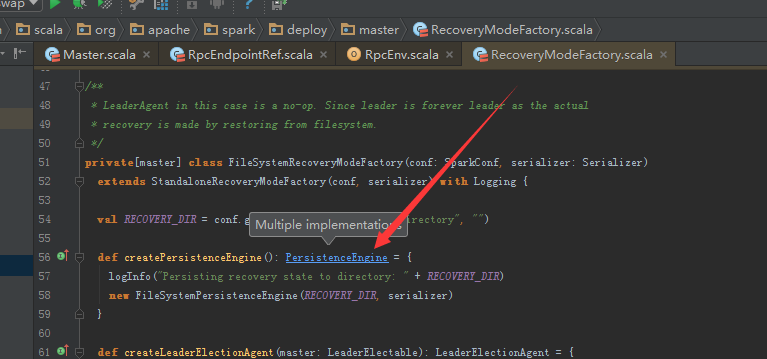 Swap
scala org apache spark deploy master RecoveryModeFactory.scala
Master.scala RpcEndpointRef.scala RpcEnv.scala RecoveryModeFactory.scala
47 /**
48 * LeaderAgent in this case is a no-op. Since leader is forever leader as the actual
49 * recovery is made by restoring from filesystem.
50 */
51 private[master] class FileSystemRecoveryModeFactory(conf: SparkConf, serializer: Serializer)
52 extends StandaloneRecoveryModeFactory(conf, serializer) with Logging {
53
54 val RECOVERY_DIR = conf.g irectory", "")
Multiple implementations
55
56 def createPersistenceEngine(): PersistenceEngine = {
57 logInfo("Persisting recovery state to directory: " + RECOVERY_DIR)
58 new FileSystemPersistenceEngine(RECOVERY_DIR, serializer)
59 }
60
61 def createLeaderElectionAgent(master: LeaderElectable): LeaderElectionAgent = {